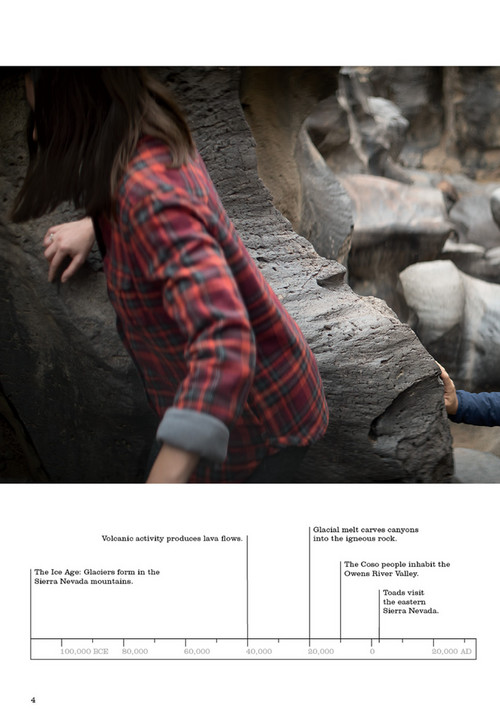 Volcanic activity produces lava flows.
Glacial melt carves canyons
into the igneous rock.
The Ice Age: Glaciers form in the
Sierra Nevada mountains.
The Coso people inhabit the
Owens River Valley.
Toads visit
the eastern
Sierra Nevada.
100,000 BCE 80,000 60,000 40,000 20,000 0 20,000 AD
4